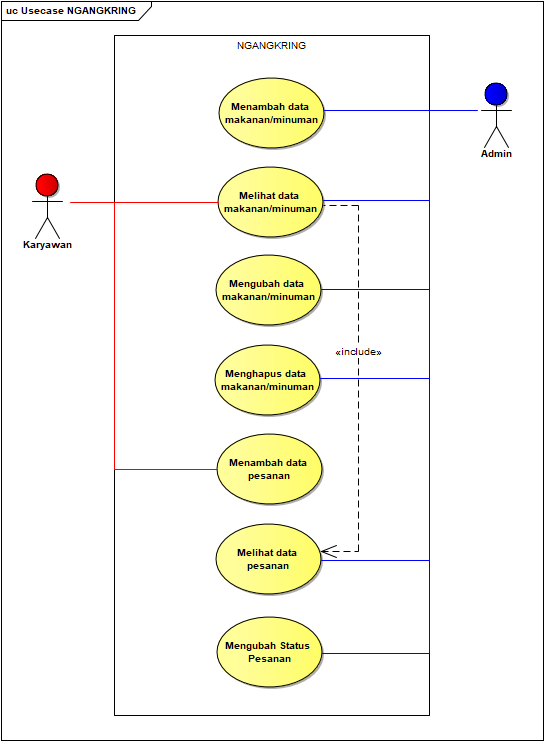 uc Usecase NGANGKRING
NGANGKRING
Menambah data
makanan/minuman
Admin
Melihat data
makanan/minuman
Karyawan
Mengubah data
makanan/minuman
«include»
Menghapus data
makanan/minuman
Menambah data
pesanan
Melihat data
pesanan
Mengubah Status
Pesanan